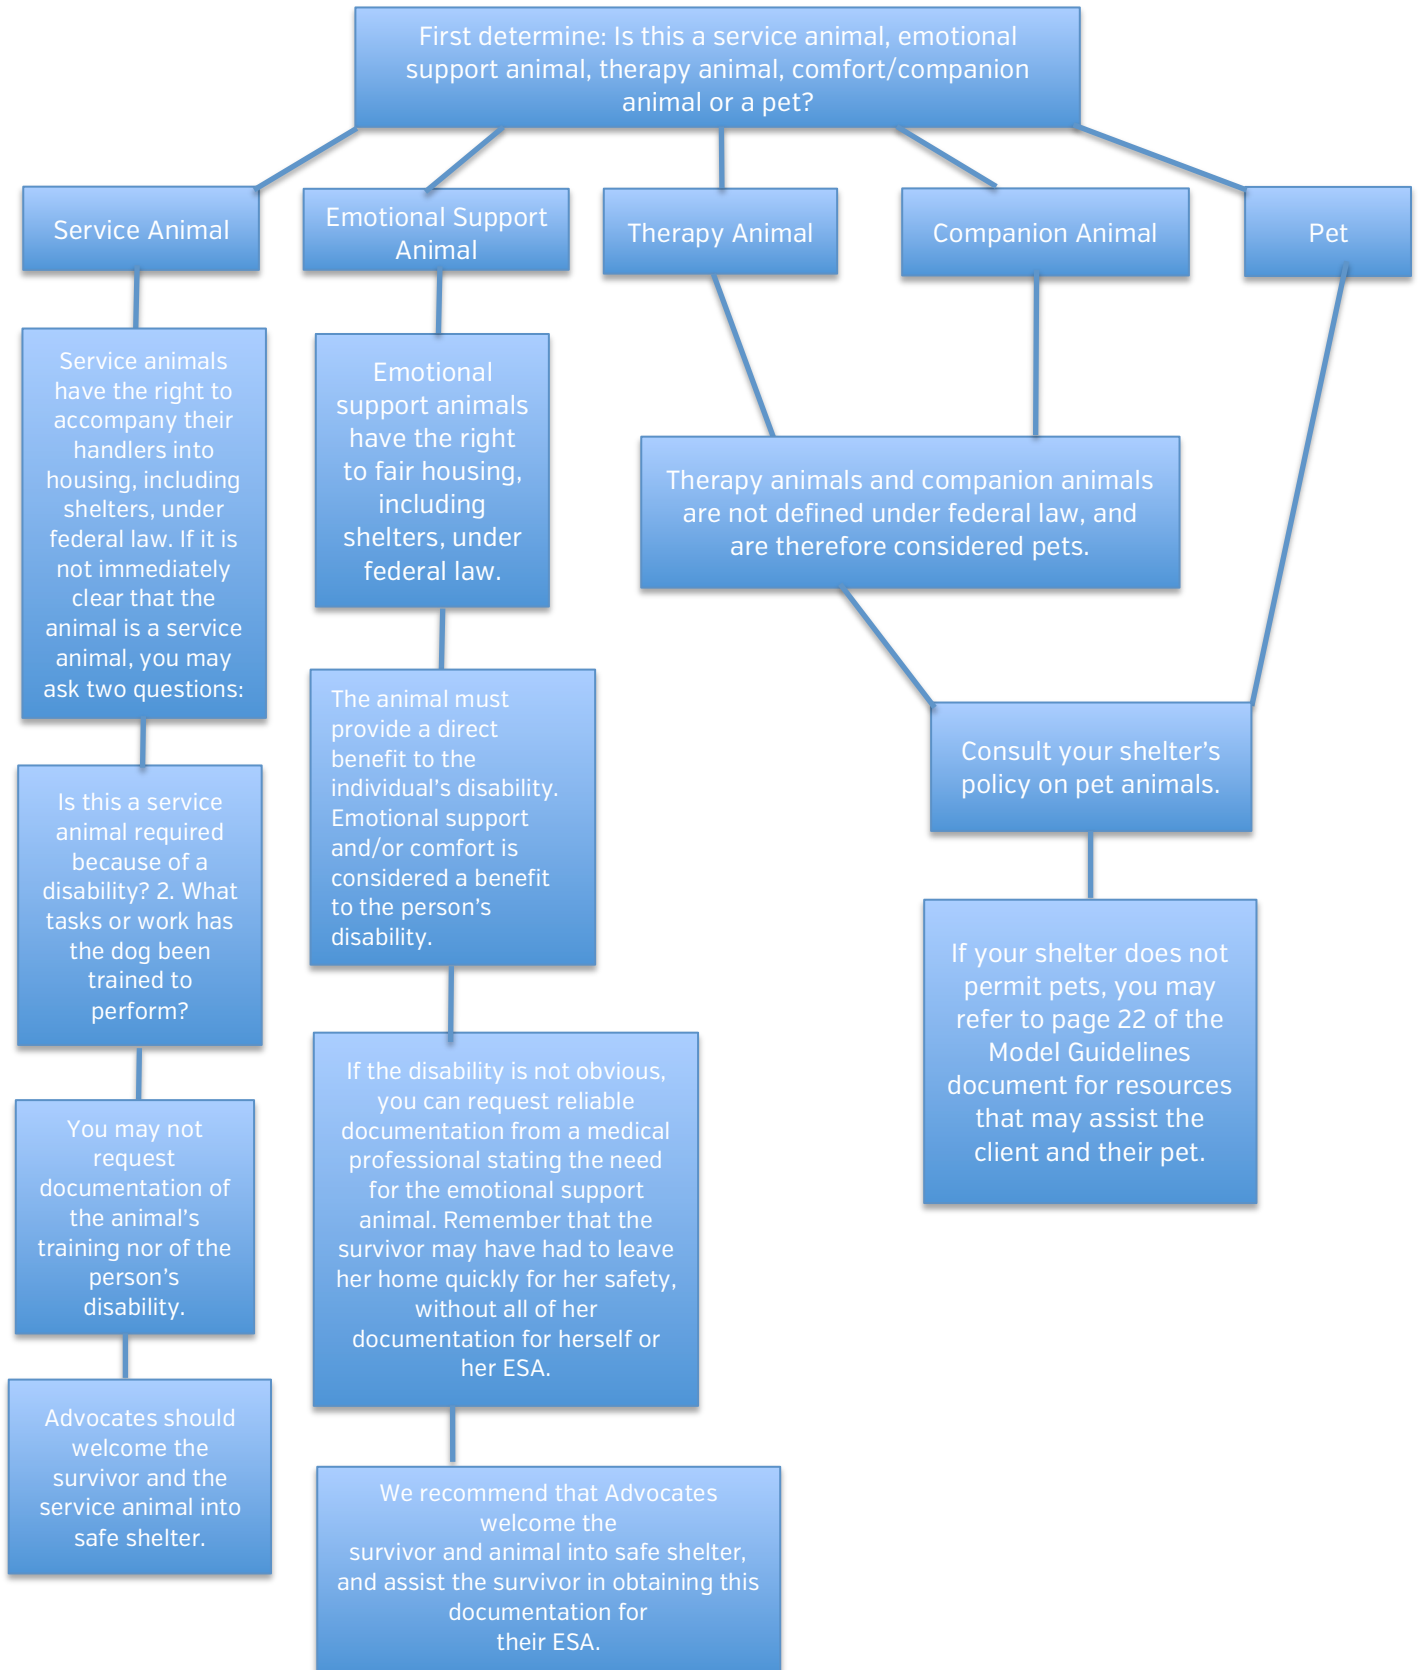 First determine: Is this a service animal, emotional
support animal, therapy animal, comfort/companion
animal or a pet?
Service Animal
Emotional Support
Animal
Therapy Animal
Companion Animal
Pet
Service animals
have the right to
accompany their
handlers into
housing, including
shelters, under
federal law. If it is
not immediately
clear that the
animal is a service
animal, you may
ask two questions:
Is this a service
animal required
because of a
disability? 2. What
tasks or work has
the dog been
trained to
perform?
You may not
request
documentation of
the animal's
training nor of the
person's
disability.
Advocates should
welcome the
survivor and the
service animal into
safe shelter.
Emotional
support animals
have the right
to fair housing,
including
shelters, under
federal law.
The animal must
provide a direct
benefit to the
individual's disability.
Emotional support
and/or comfort is
considered a benefit
to the person's
disability.
If the disability is not obvious,
you can request reliable
documentation from a medical
professional stating the need
for the emotional support
animal. Remember that the
survivor may have had to leave
her home quickly for her safety,
without all of her
documentation for herself or
her ESA.
We recommend that Advocates
welcome the
survivor and animal into safe shelter,
and assist the survivor in obtaining this
documentation for
their ESA.
Therapy animals and companion animals
are not defined under federal law, and
are therefore considered pets.
Consult your shelter's
policy on pet animals.
If your shelter does not
permit pets, you may
refer to page 22 of the
Model Guidelines
document for resources
that may assist the
client and their pet.